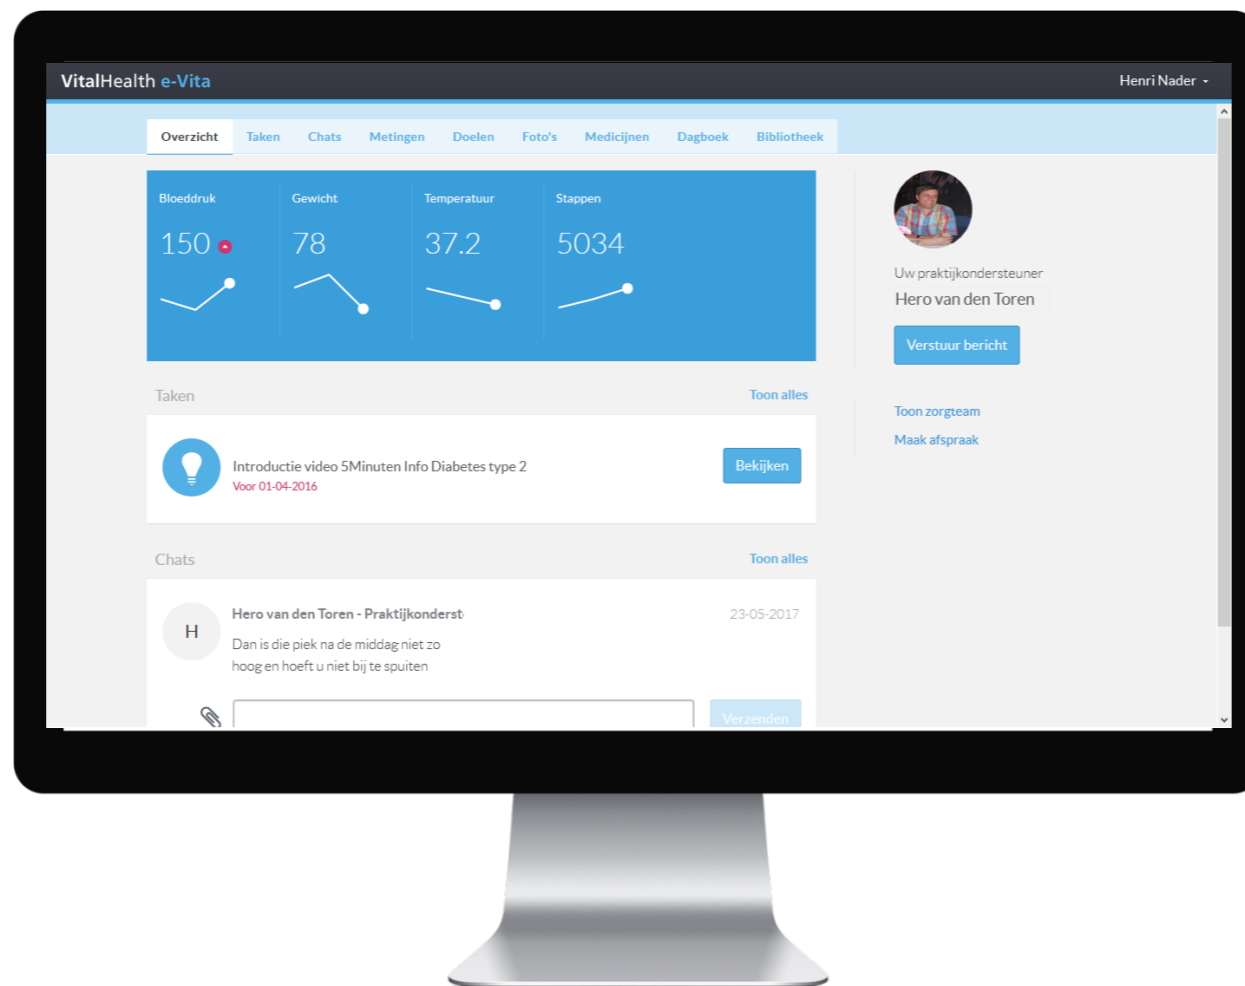 VitalHealth e-Vita
Henri Nader
Overzicht Taken Chats Metingen Doelen Foto's Medicijnen Dagboek Bibliotheek
Bloeddruk Gewicht Temperatuur Stappen
150 78 37.2 5034
Uw praktijkondersteuner
Hero van den Toren
Verstuur bericht
Toon zorgteam
Maak afspraak
Taken Toon alles
Introductie video 5Minuten Info Diabetes type 2
Voor 01-04-2016
Bekijken
Chats Toon alles
H
Hero van den Toren - Praktijkonderst
23-05-2017
Dan is die piek na de middag niet zo
hoog en hoeft u niet bij te spuiten
Verzenden